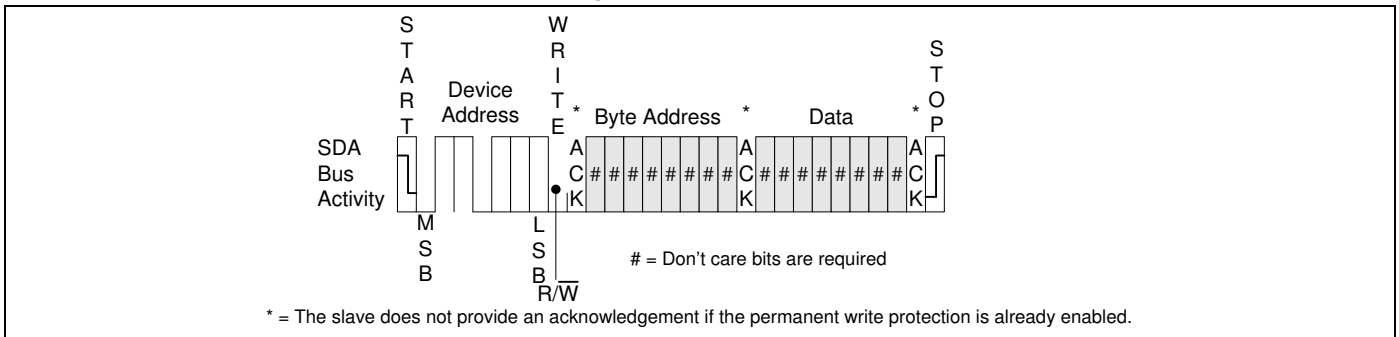 START
WRITE
STOP
Device
Address
* Byte Address * Data *
SDA
Bus
Activity
ACK # # # # # # # # ACK # # # # # # # # ACK
MSB
LSB
R/W̅
# = Don't care bits are required
* = The slave does not provide an acknowledgement if the permanent write protection is already enabled.